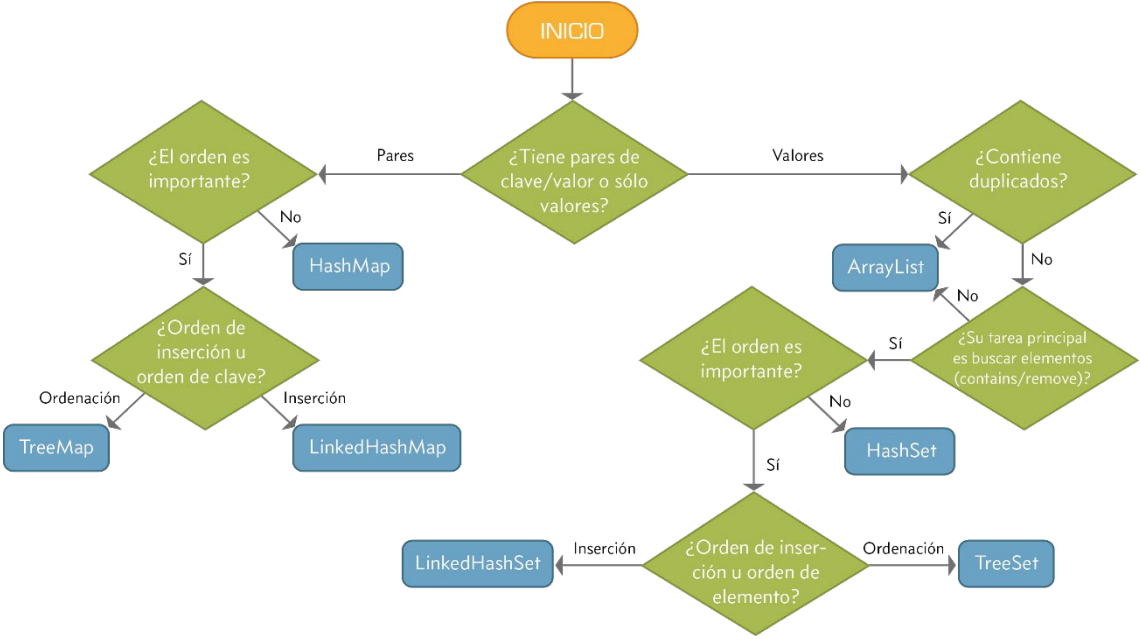 INICIO
¿Tiene pares de
clave/valor o sólo
valores?
Pares
Valores
¿El orden es
importante?
No
HashMap
Sí
¿Orden de
inserción u
orden de clave?
Ordenación
TreeMap
Inserción
LinkedHashMap
¿Contiene
duplicados?
Sí
ArrayList
No
No
¿Su tarea principal
es buscar elementos
(contains/remove)?
Sí
¿El orden es
importante?
No
HashSet
Sí
¿Orden de inser-
ción u orden de
elemento?
Inserción
LinkedHashSet
Ordenación
TreeSet